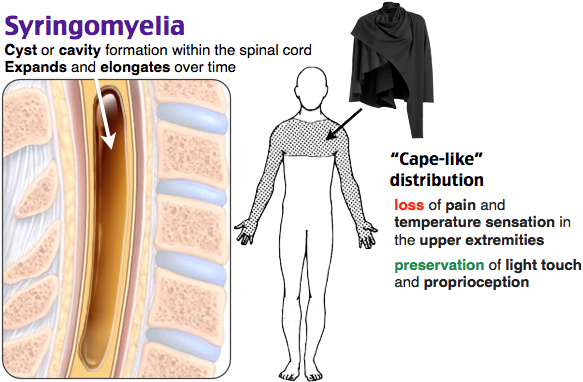 Syringomyelia
Cyst or cavity formation within the spinal cord
Expands and elongates over time
“Cape-like”
distribution
loss of pain and
temperature sensation in
the upper extremities
preservation of light touch
and proprioception